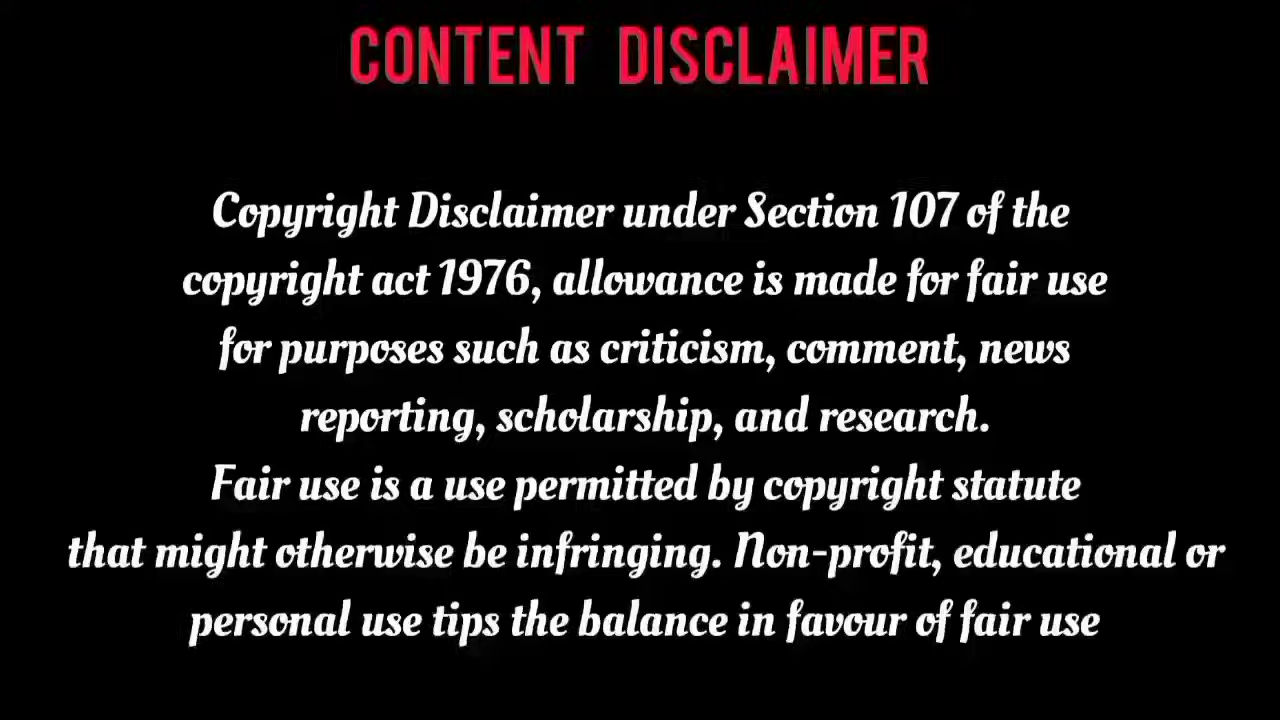 CONTENT DISCLAIMER
Copyright Disclaimer under Section 107 of the
copyright act 1976, allowance is made for fair use
for purposes such as criticism, comment, news
reporting, scholarship, and research.
Fair use is a use permitted by copyright statute
that might otherwise be infringing. Non-profit, educational or
personal use tips the balance in favour of fair use